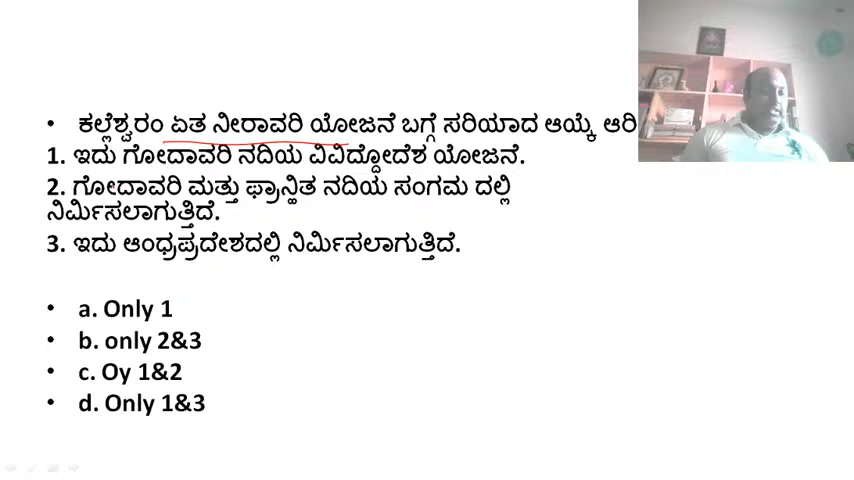 • ಕಲ್ಲೆಶ್ವರಂ ಏತ ನೀರಾವರಿ ಯೋಜನೆ ಬಗ್ಗೆ ಸರಿಯಾದ ಆಯ್ಕೆ ಆರಿ
1. ಇದು ಗೋದಾವರಿ ನದಿಯ ವಿವಿದ್ದೋದೆಶ ಯೋಜನೆ.
2. ಗೋದಾವರಿ ಮತ್ತು ಫ್ರಾನ್ಹಿತ ನದಿಯ ಸಂಗಮ ದಲ್ಲಿ
ನಿರ್ಮಿಸಲಾಗುತ್ತಿದೆ.
3. ಇದು ಆಂಧ್ರಪ್ರದೇಶದಲ್ಲಿ ನಿರ್ಮಿಸಲಾಗುತ್ತಿದೆ.
• a. Only 1
• b. only 2&3
• c. Oy 1&2
• d. Only 1&3